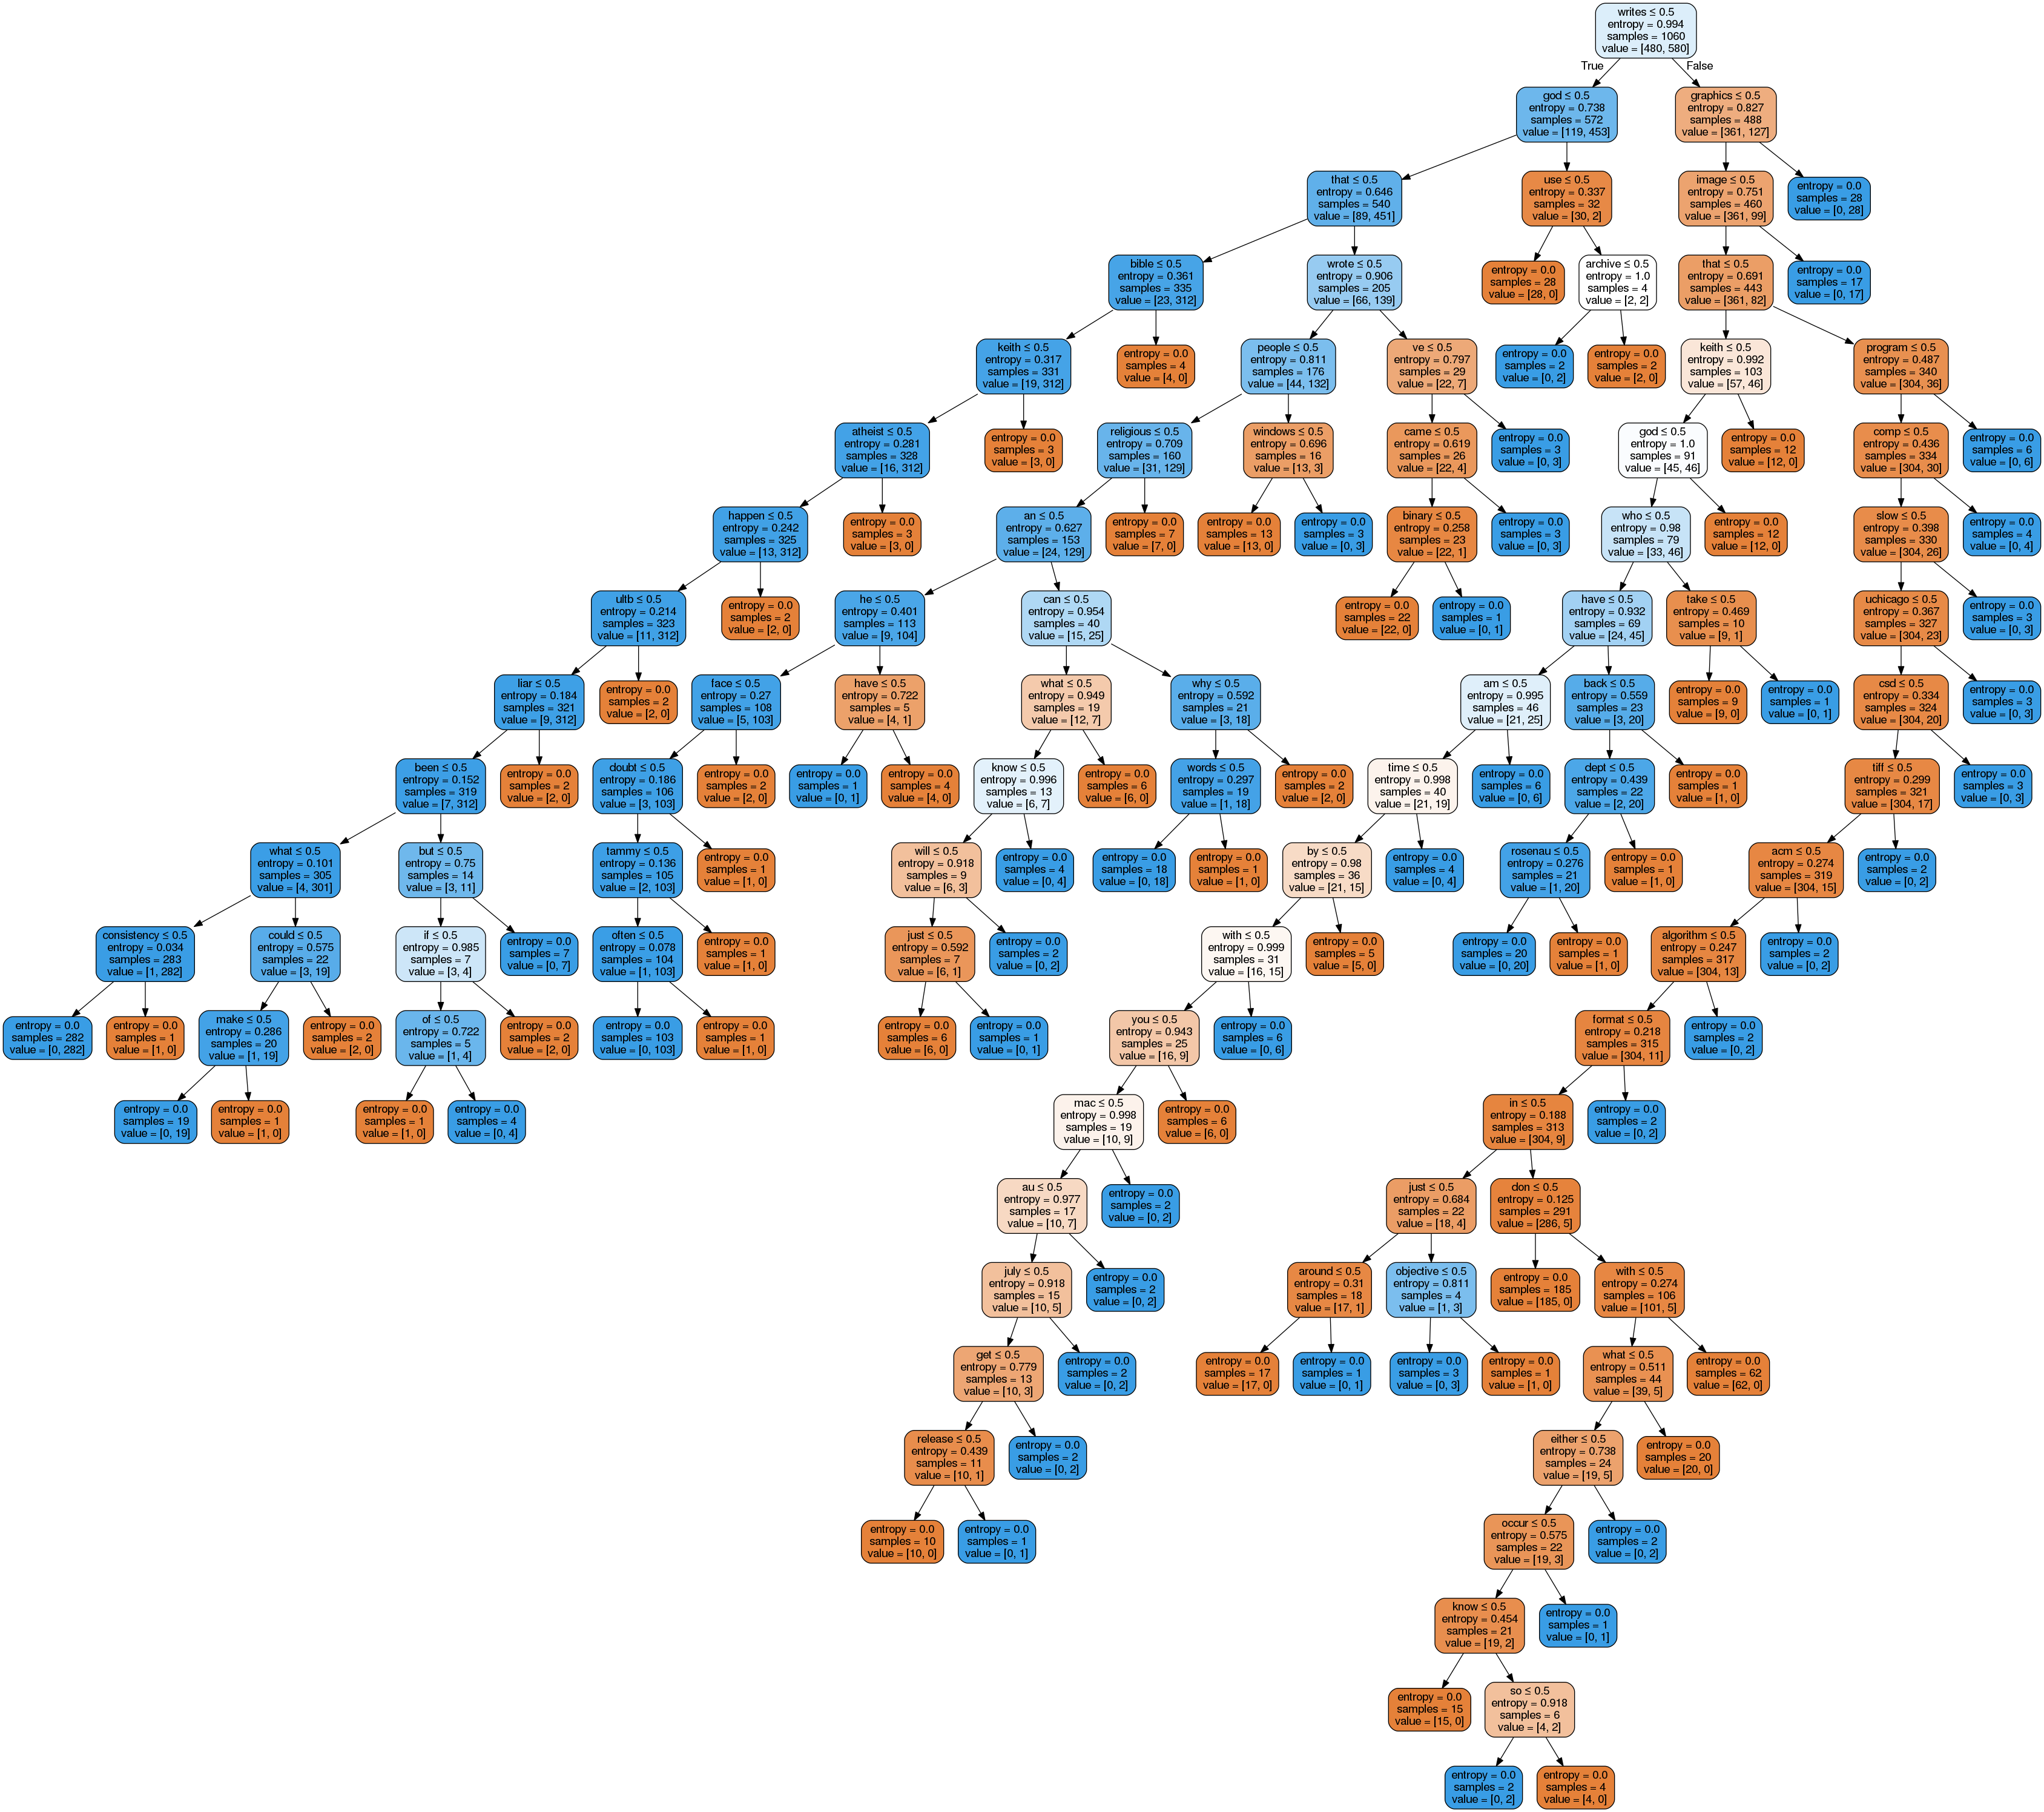 writes ≤ 0.5
entropy = 0.994
samples = 1060
value = [480, 580]
True
False
god ≤ 0.5
entropy = 0.738
samples = 572
value = [119, 453]
graphics ≤ 0.5
entropy = 0.827
samples = 488
value = [361, 127]
that ≤ 0.5
entropy = 0.646
samples = 540
value = [89, 451]
use ≤ 0.5
entropy = 0.337
samples = 32
value = [30, 2]
image ≤ 0.5
entropy = 0.751
samples = 460
value = [361, 99]
entropy = 0.0
samples = 28
value = [0, 28]
bible ≤ 0.5
entropy = 0.361
samples = 335
value = [23, 312]
wrote ≤ 0.5
entropy = 0.906
samples = 205
value = [66, 139]
entropy = 0.0
samples = 28
value = [28, 0]
archive ≤ 0.5
entropy = 1.0
samples = 4
value = [2, 2]
that ≤ 0.5
entropy = 0.691
samples = 443
value = [361, 82]
entropy = 0.0
samples = 17
value = [0, 17]
keith ≤ 0.5
entropy = 0.317
samples = 331
value = [19, 312]
entropy = 0.0
samples = 4
value = [4, 0]
people ≤ 0.5
entropy = 0.811
samples = 176
value = [44, 132]
ve ≤ 0.5
entropy = 0.797
samples = 29
value = [22, 7]
entropy = 0.0
samples = 2
value = [0, 2]
entropy = 0.0
samples = 2
value = [2, 0]
keith ≤ 0.5
entropy = 0.992
samples = 103
value = [57, 46]
program ≤ 0.5
entropy = 0.487
samples = 340
value = [304, 36]
atheist ≤ 0.5
entropy = 0.281
samples = 328
value = [16, 312]
entropy = 0.0
samples = 3
value = [3, 0]
religious ≤ 0.5
entropy = 0.709
samples = 160
value = [31, 129]
windows ≤ 0.5
entropy = 0.696
samples = 16
value = [13, 3]
came ≤ 0.5
entropy = 0.619
samples = 26
value = [22, 4]
entropy = 0.0
samples = 3
value = [0, 3]
god ≤ 0.5
entropy = 1.0
samples = 91
value = [45, 46]
entropy = 0.0
samples = 12
value = [12, 0]
comp ≤ 0.5
entropy = 0.436
samples = 334
value = [304, 30]
entropy = 0.0
samples = 6
value = [0, 6]
happen ≤ 0.5
entropy = 0.242
samples = 325
value = [13, 312]
entropy = 0.0
samples = 3
value = [3, 0]
an ≤ 0.5
entropy = 0.627
samples = 153
value = [24, 129]
entropy = 0.0
samples = 7
value = [7, 0]
entropy = 0.0
samples = 13
value = [13, 0]
entropy = 0.0
samples = 3
value = [0, 3]
binary ≤ 0.5
entropy = 0.258
samples = 23
value = [22, 1]
entropy = 0.0
samples = 3
value = [0, 3]
who ≤ 0.5
entropy = 0.98
samples = 79
value = [33, 46]
entropy = 0.0
samples = 12
value = [12, 0]
slow ≤ 0.5
entropy = 0.398
samples = 330
value = [304, 26]
entropy = 0.0
samples = 4
value = [0, 4]
ultb ≤ 0.5
entropy = 0.214
samples = 323
value = [11, 312]
entropy = 0.0
samples = 2
value = [2, 0]
he ≤ 0.5
entropy = 0.401
samples = 113
value = [9, 104]
can ≤ 0.5
entropy = 0.954
samples = 40
value = [15, 25]
entropy = 0.0
samples = 22
value = [22, 0]
entropy = 0.0
samples = 1
value = [0, 1]
have ≤ 0.5
entropy = 0.932
samples = 69
value = [24, 45]
take ≤ 0.5
entropy = 0.469
samples = 10
value = [9, 1]
uchicago ≤ 0.5
entropy = 0.367
samples = 327
value = [304, 23]
entropy = 0.0
samples = 3
value = [0, 3]
liar ≤ 0.5
entropy = 0.184
samples = 321
value = [9, 312]
entropy = 0.0
samples = 2
value = [2, 0]
face ≤ 0.5
entropy = 0.27
samples = 108
value = [5, 103]
have ≤ 0.5
entropy = 0.722
samples = 5
value = [4, 1]
what ≤ 0.5
entropy = 0.949
samples = 19
value = [12, 7]
why ≤ 0.5
entropy = 0.592
samples = 21
value = [3, 18]
am ≤ 0.5
entropy = 0.995
samples = 46
value = [21, 25]
back ≤ 0.5
entropy = 0.559
samples = 23
value = [3, 20]
entropy = 0.0
samples = 9
value = [9, 0]
entropy = 0.0
samples = 1
value = [0, 1]
csd ≤ 0.5
entropy = 0.334
samples = 324
value = [304, 20]
entropy = 0.0
samples = 3
value = [0, 3]
been ≤ 0.5
entropy = 0.152
samples = 319
value = [7, 312]
entropy = 0.0
samples = 2
value = [2, 0]
doubt ≤ 0.5
entropy = 0.186
samples = 106
value = [3, 103]
entropy = 0.0
samples = 2
value = [2, 0]
entropy = 0.0
samples = 1
value = [0, 1]
entropy = 0.0
samples = 4
value = [4, 0]
know ≤ 0.5
entropy = 0.996
samples = 13
value = [6, 7]
entropy = 0.0
samples = 6
value = [6, 0]
words ≤ 0.5
entropy = 0.297
samples = 19
value = [1, 18]
entropy = 0.0
samples = 2
value = [2, 0]
time ≤ 0.5
entropy = 0.998
samples = 40
value = [21, 19]
entropy = 0.0
samples = 6
value = [0, 6]
dept ≤ 0.5
entropy = 0.439
samples = 22
value = [2, 20]
entropy = 0.0
samples = 1
value = [1, 0]
tiff ≤ 0.5
entropy = 0.299
samples = 321
value = [304, 17]
entropy = 0.0
samples = 3
value = [0, 3]
what ≤ 0.5
entropy = 0.101
samples = 305
value = [4, 301]
but ≤ 0.5
entropy = 0.75
samples = 14
value = [3, 11]
tammy ≤ 0.5
entropy = 0.136
samples = 105
value = [2, 103]
entropy = 0.0
samples = 1
value = [1, 0]
will ≤ 0.5
entropy = 0.918
samples = 9
value = [6, 3]
entropy = 0.0
samples = 4
value = [0, 4]
entropy = 0.0
samples = 18
value = [0, 18]
entropy = 0.0
samples = 1
value = [1, 0]
by ≤ 0.5
entropy = 0.98
samples = 36
value = [21, 15]
entropy = 0.0
samples = 4
value = [0, 4]
rosenau ≤ 0.5
entropy = 0.276
samples = 21
value = [1, 20]
entropy = 0.0
samples = 1
value = [1, 0]
acm ≤ 0.5
entropy = 0.274
samples = 319
value = [304, 15]
entropy = 0.0
samples = 2
value = [0, 2]
consistency ≤ 0.5
entropy = 0.034
samples = 283
value = [1, 282]
could ≤ 0.5
entropy = 0.575
samples = 22
value = [3, 19]
if ≤ 0.5
entropy = 0.985
samples = 7
value = [3, 4]
entropy = 0.0
samples = 7
value = [0, 7]
often ≤ 0.5
entropy = 0.078
samples = 104
value = [1, 103]
entropy = 0.0
samples = 1
value = [1, 0]
just ≤ 0.5
entropy = 0.592
samples = 7
value = [6, 1]
entropy = 0.0
samples = 2
value = [0, 2]
with ≤ 0.5
entropy = 0.999
samples = 31
value = [16, 15]
entropy = 0.0
samples = 5
value = [5, 0]
entropy = 0.0
samples = 20
value = [0, 20]
entropy = 0.0
samples = 1
value = [1, 0]
algorithm ≤ 0.5
entropy = 0.247
samples = 317
value = [304, 13]
entropy = 0.0
samples = 2
value = [0, 2]
entropy = 0.0
samples = 282
value = [0, 282]
entropy = 0.0
samples = 1
value = [1, 0]
make ≤ 0.5
entropy = 0.286
samples = 20
value = [1, 19]
entropy = 0.0
samples = 2
value = [2, 0]
of ≤ 0.5
entropy = 0.722
samples = 5
value = [1, 4]
entropy = 0.0
samples = 2
value = [2, 0]
entropy = 0.0
samples = 103
value = [0, 103]
entropy = 0.0
samples = 1
value = [1, 0]
entropy = 0.0
samples = 6
value = [6, 0]
entropy = 0.0
samples = 1
value = [0, 1]
you ≤ 0.5
entropy = 0.943
samples = 25
value = [16, 9]
entropy = 0.0
samples = 6
value = [0, 6]
format ≤ 0.5
entropy = 0.218
samples = 315
value = [304, 11]
entropy = 0.0
samples = 2
value = [0, 2]
entropy = 0.0
samples = 19
value = [0, 19]
entropy = 0.0
samples = 1
value = [1, 0]
entropy = 0.0
samples = 1
value = [1, 0]
entropy = 0.0
samples = 4
value = [0, 4]
mac ≤ 0.5
entropy = 0.998
samples = 19
value = [10, 9]
entropy = 0.0
samples = 6
value = [6, 0]
in ≤ 0.5
entropy = 0.188
samples = 313
value = [304, 9]
entropy = 0.0
samples = 2
value = [0, 2]
au ≤ 0.5
entropy = 0.977
samples = 17
value = [10, 7]
entropy = 0.0
samples = 2
value = [0, 2]
just ≤ 0.5
entropy = 0.684
samples = 22
value = [18, 4]
don ≤ 0.5
entropy = 0.125
samples = 291
value = [286, 5]
july ≤ 0.5
entropy = 0.918
samples = 15
value = [10, 5]
entropy = 0.0
samples = 2
value = [0, 2]
around ≤ 0.5
entropy = 0.31
samples = 18
value = [17, 1]
objective ≤ 0.5
entropy = 0.811
samples = 4
value = [1, 3]
entropy = 0.0
samples = 185
value = [185, 0]
with ≤ 0.5
entropy = 0.274
samples = 106
value = [101, 5]
get ≤ 0.5
entropy = 0.779
samples = 13
value = [10, 3]
entropy = 0.0
samples = 2
value = [0, 2]
entropy = 0.0
samples = 17
value = [17, 0]
entropy = 0.0
samples = 1
value = [0, 1]
entropy = 0.0
samples = 3
value = [0, 3]
entropy = 0.0
samples = 1
value = [1, 0]
what ≤ 0.5
entropy = 0.511
samples = 44
value = [39, 5]
entropy = 0.0
samples = 62
value = [62, 0]
release ≤ 0.5
entropy = 0.439
samples = 11
value = [10, 1]
entropy = 0.0
samples = 2
value = [0, 2]
either ≤ 0.5
entropy = 0.738
samples = 24
value = [19, 5]
entropy = 0.0
samples = 20
value = [20, 0]
entropy = 0.0
samples = 10
value = [10, 0]
entropy = 0.0
samples = 1
value = [0, 1]
occur ≤ 0.5
entropy = 0.575
samples = 22
value = [19, 3]
entropy = 0.0
samples = 2
value = [0, 2]
know ≤ 0.5
entropy = 0.454
samples = 21
value = [19, 2]
entropy = 0.0
samples = 1
value = [0, 1]
entropy = 0.0
samples = 15
value = [15, 0]
so ≤ 0.5
entropy = 0.918
samples = 6
value = [4, 2]
entropy = 0.0
samples = 2
value = [0, 2]
entropy = 0.0
samples = 4
value = [4, 0]